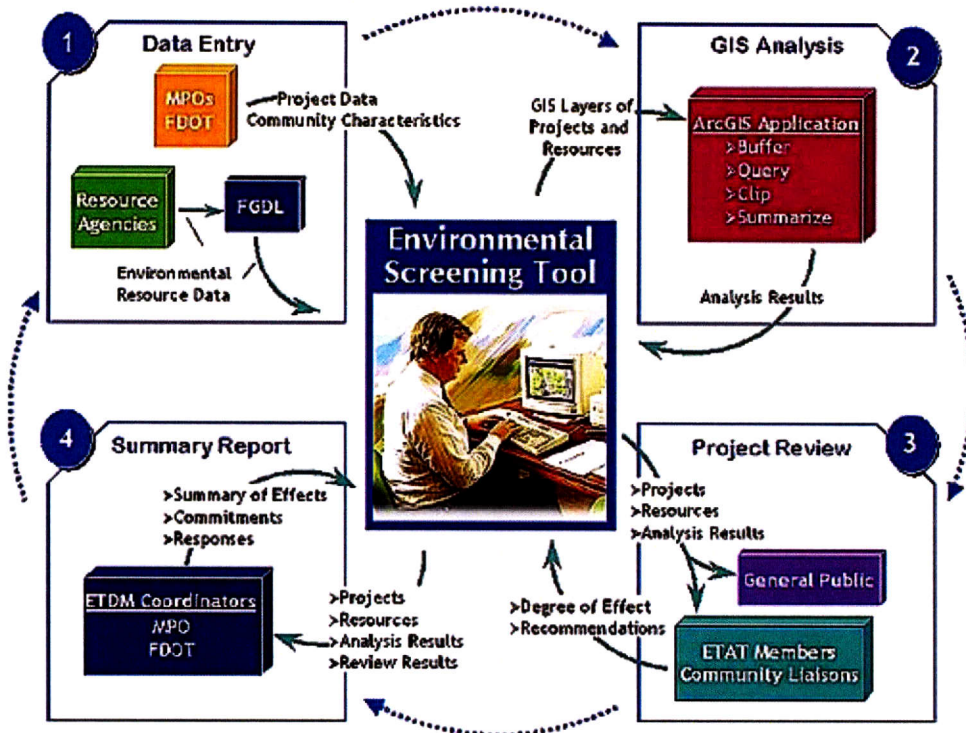 1
Data Entry
MPOs
FDOT
Project Data
Community Characteristics
Resource
Agencies
FGDL
Environmental
Resource Data
GIS Analysis
2
GIS Layers of
Projects and
Resources
ArcGIS Application
>Buffer
>Query
>Clip
>Summarize
Analysis Results
Environmental
Screening Tool
4
Summary Report
>Summary of Effects
>Commitments
>Responses
ETDM Coordinators
MPO
FDOT
>Projects
>Resources
>Analysis Results
>Review Results
Project Review
3
>Projects
>Resources
>Analysis Results
General Public
>Degree of Effect
>Recommendations
ETAT Members
Community Liaisons